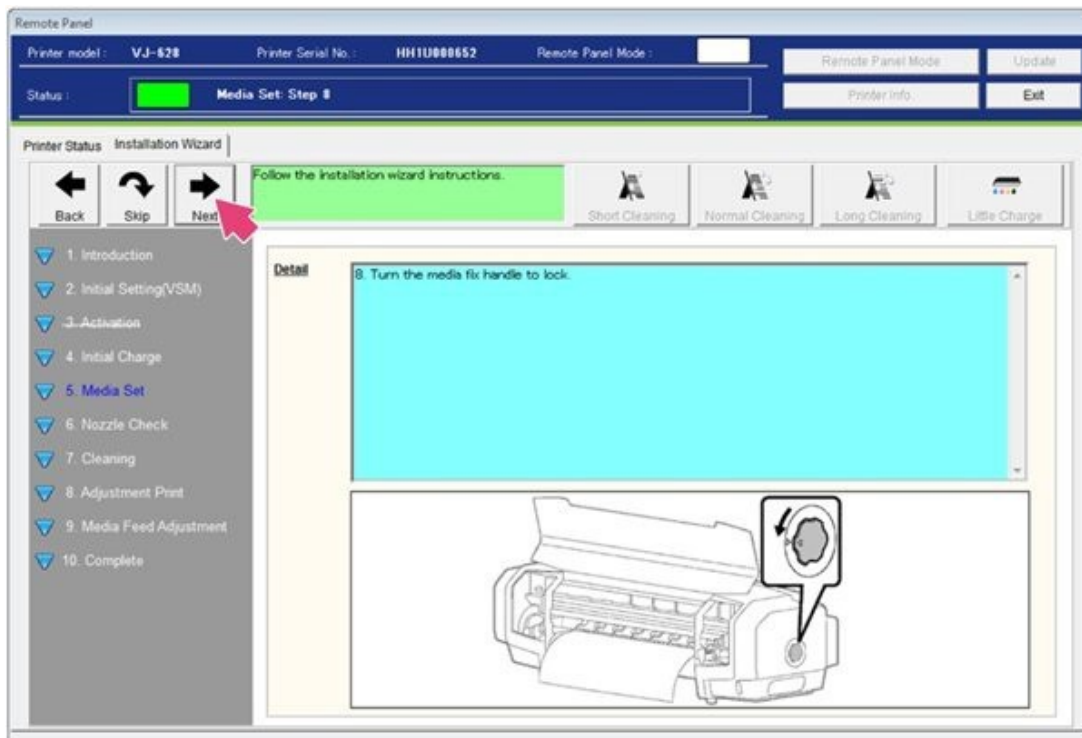 Remote Panel
Printer model : VJ-628 Printer Serial No. : HH1U000652 Remote Panel Mode :
Remote Panel Mode Update
Status : Media Set: Step 8
Printer Info. Exit
Printer Status Installation Wizard
Follow the installation wizard instructions.
Back Skip Next Short Cleaning Normal Cleaning Long Cleaning Little Charge
1. Introduction
2. Initial Setting(VSM)
3. Activation
4. Initial Charge
5. Media Set
6. Nozzle Check
7. Cleaning
8. Adjustment Print
9. Media Feed Adjustment
10. Complete
Detail
8. Turn the media fix handle to lock.